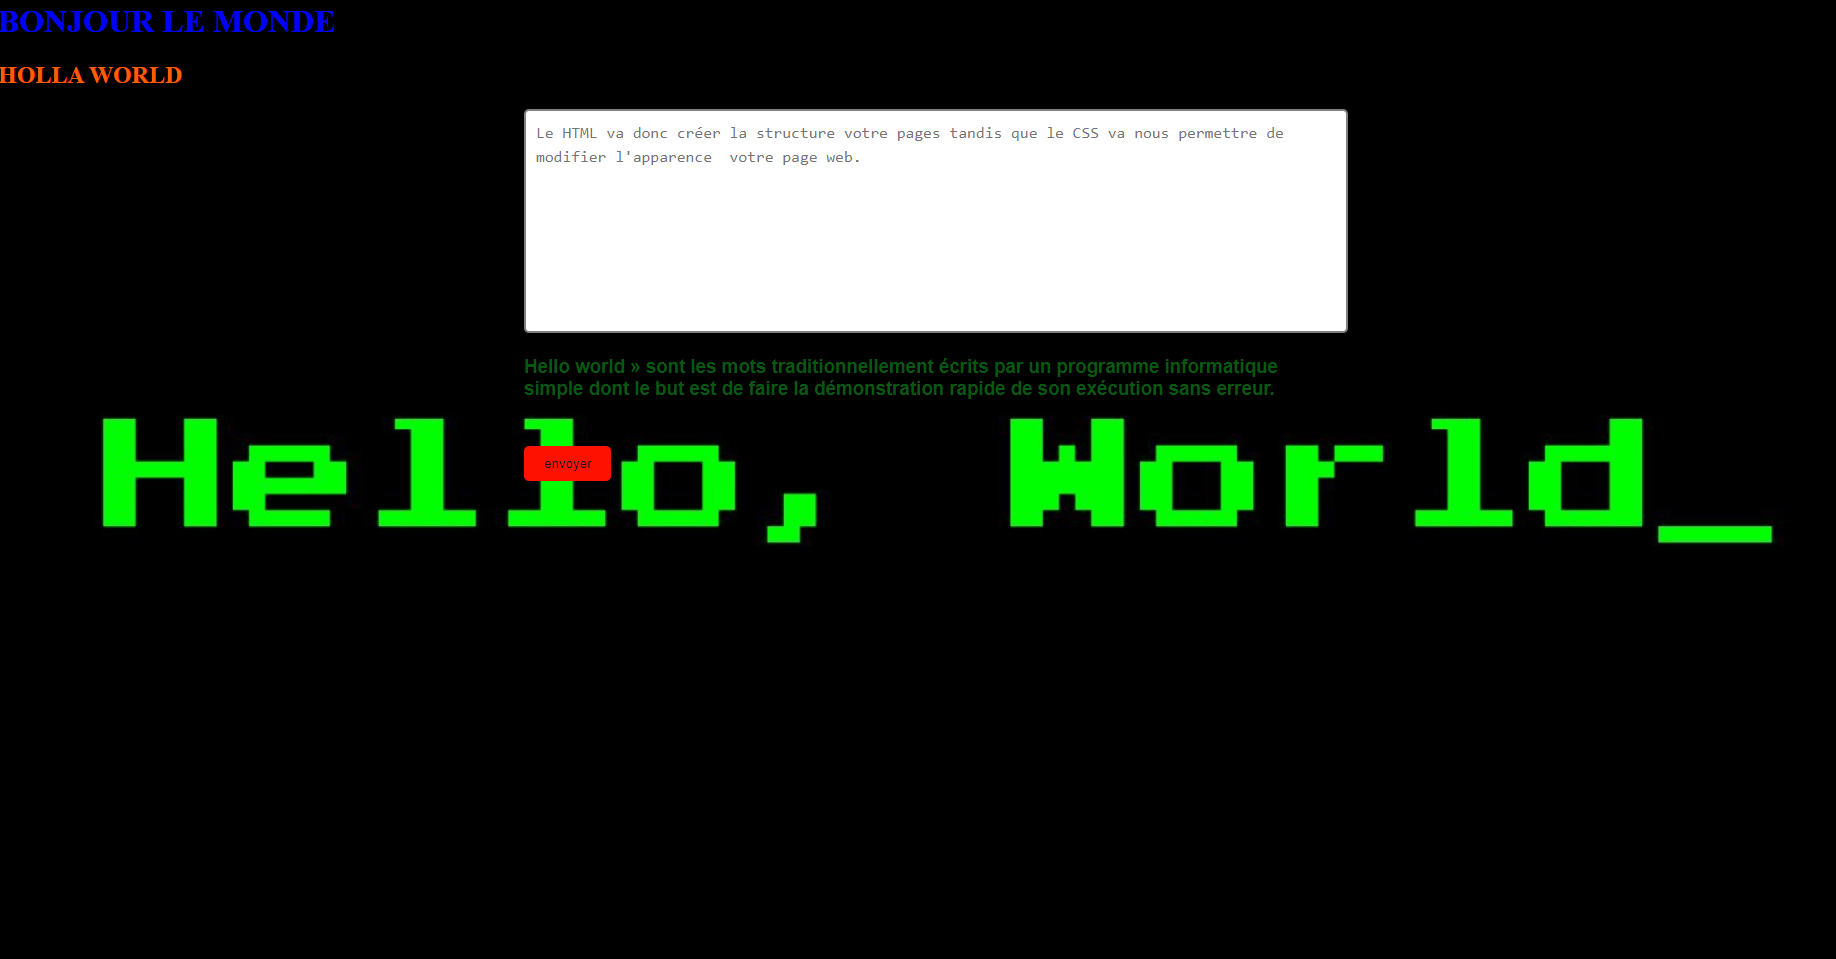 BONJOUR LE MONDE
HOLLA WORLD
Le HTML va donc créer la structure votre pages tandis que le CSS va nous permettre de
modifier l'apparence  votre page web.
Hello world » sont les mots traditionnellement écrits par un programme informatique
simple dont le but est de faire la démonstration rapide de son exécution sans erreur.
Hello, World_
envoyer